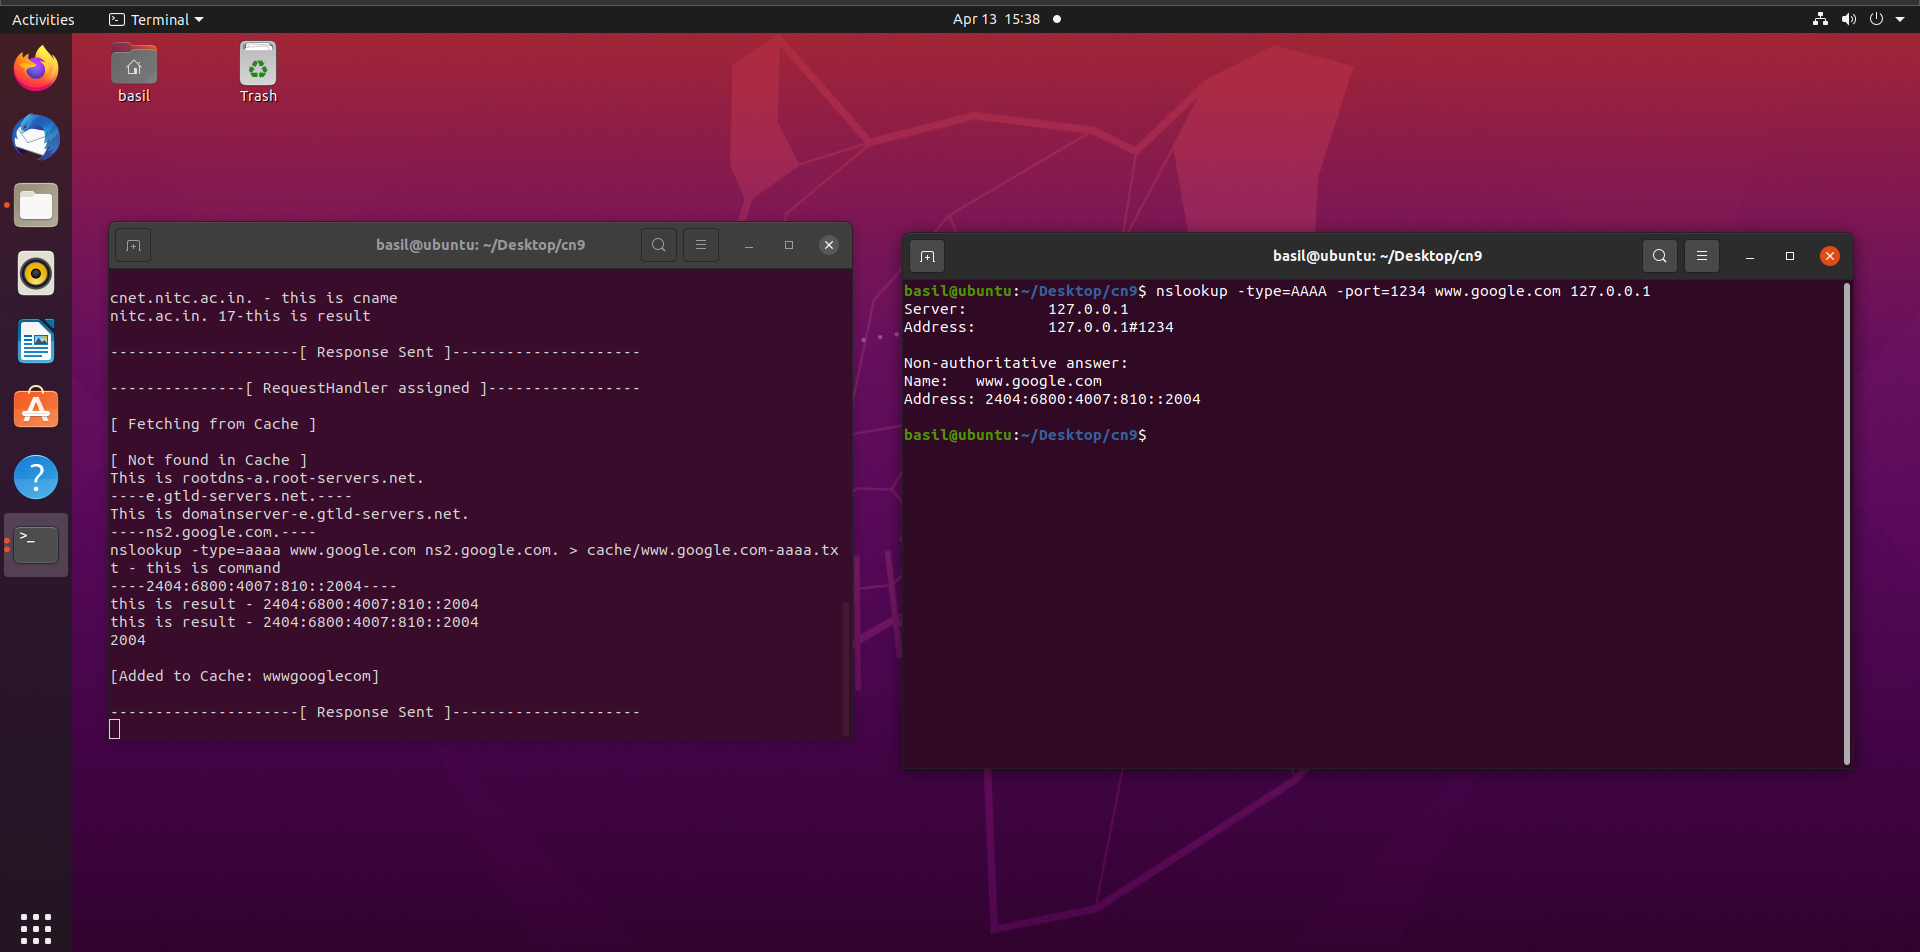 Activities
Terminal
Apr 13 15:38
basil
Trash
basil@ubuntu: ~/Desktop/cn9
cnet.nitc.ac.in. - this is cname
nitc.ac.in. 17-this is result
---------------------[ Response Sent ]---------------------
---------------[ RequestHandler assigned ]-----------------
[ Fetching from Cache ]
[ Not found in Cache ]
This is rootdns-a.root-servers.net.
----e.gtld-servers.net.----
This is domainserver-e.gtld-servers.net.
----ns2.google.com.----
nslookup -type=aaaa www.google.com ns2.google.com. > cache/www.google.com-aaaa.tx
t - this is command
----2404:6800:4007:810::2004----
this is result - 2404:6800:4007:810::2004
this is result - 2404:6800:4007:810::2004
2004
[Added to Cache: wwwgooglecom]
---------------------[ Response Sent ]---------------------
basil@ubuntu: ~/Desktop/cn9
basil@ubuntu:~/Desktop/cn9$ nslookup -type=AAAA -port=1234 www.google.com 127.0.0.1
Server:         127.0.0.1
Address:        127.0.0.1#1234
Non-authoritative answer:
Name:   www.google.com
Address: 2404:6800:4007:810::2004
basil@ubuntu:~/Desktop/cn9$